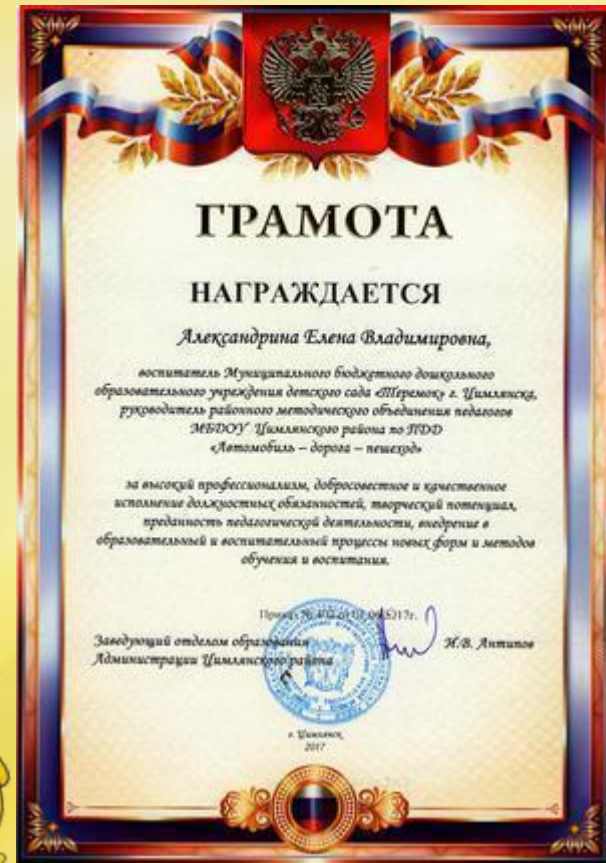 ГРАМОТА
НАГРАЖДАЕТСЯ
Александрина Елена Владимировна,
воспитатель Муниципального бюджетного дошкольного
образовательного учреждения детского сада «Теремок» г. Цимлянска,
руководитель районного методического объединения педагогов
МБДОУ Цимлянского района по ПДД
«Автомобиль – дорога – пешеход»
за высокий профессионализм, добросовестное и качественное
исполнение должностных обязанностей, творческий потенциал,
преданность педагогической деятельности, внедрение в
образовательный и воспитательный процессы новых форм и методов
обучения и воспитания.
Приказ №
2017г.
Заведующий отделом образования
Администрации Цимлянского района
И.В. Антипов
г. Цимлянск
2017